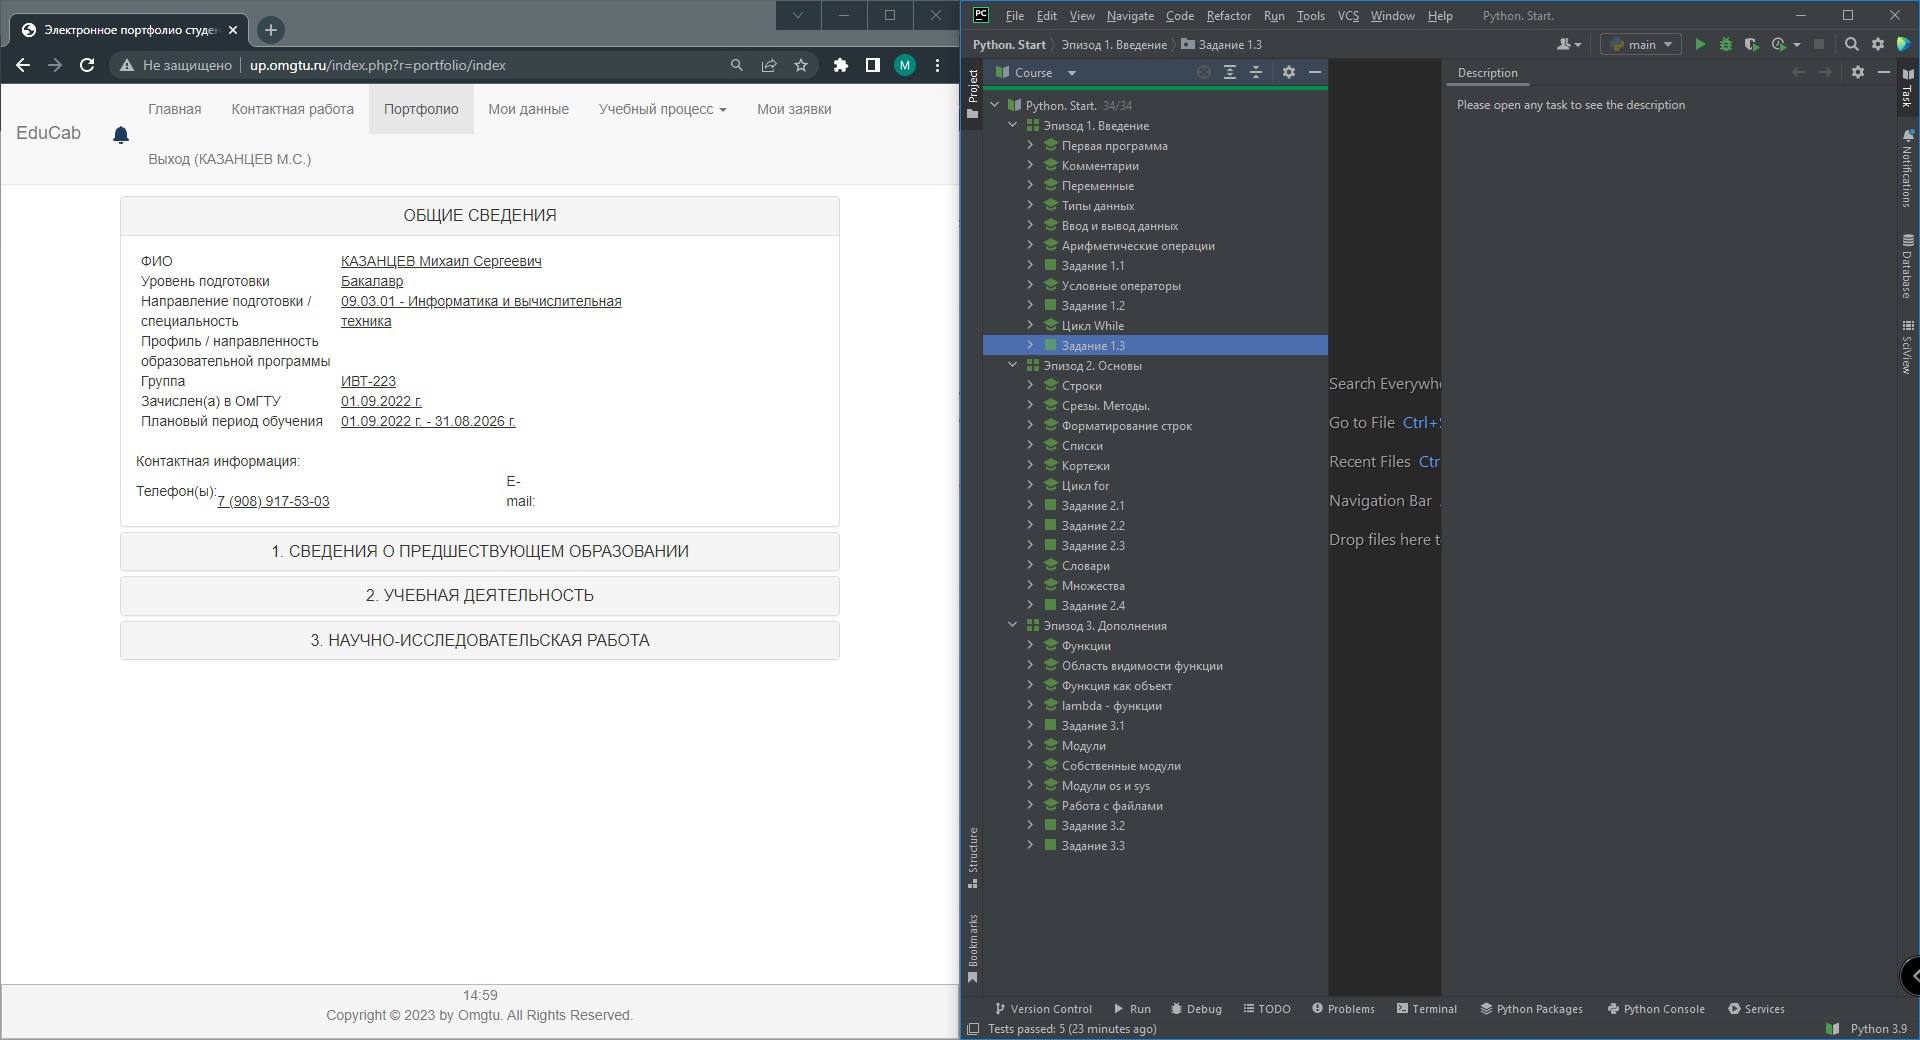 Электронное портфолио студен
Не защищено
up.omgtu.ru/index.php?r=portfolio/index
M
EduCab
Главная
Контактная работа
Портфолио
Мои данные
Учебный процесс
Мои заявки
Выход (КАЗАНЦЕВ М.С.)
ОБЩИЕ СВЕДЕНИЯ
ФИО КАЗАНЦЕВ Михаил Сергеевич
Уровень подготовки Бакалавр
Направление подготовки / 09.03.01 - Информатика и вычислительная
специальность техника
Профиль / направленность
образовательной программы
Группа ИВТ-223
Зачислен(а) в ОмГТУ 01.09.2022 г.
Плановый период обучения 01.09.2022 г. - 31.08.2026 г.
Контактная информация:
Телефон(ы): 7 (908) 917-53-03
E-
mail:
1. СВЕДЕНИЯ О ПРЕДШЕСТВУЮЩЕМ ОБРАЗОВАНИИ
2. УЧЕБНАЯ ДЕЯТЕЛЬНОСТЬ
3. НАУЧНО-ИССЛЕДОВАТЕЛЬСКАЯ РАБОТА
14:59
Copyright © 2023 by Omgtu. All Rights Reserved.
PC File Edit View Navigate Code Refactor Run Tools VCS Window Help Python. Start.
Python. Start Эпизод 1. Введение Задание 1.3
main
Project
Course
Python. Start. 34/34
Эпизод 1. Введение
Первая программа
Комментарии
Переменные
Типы данных
Ввод и вывод данных
Арифметические операции
Задание 1.1
Условные операторы
Задание 1.2
Цикл While
Задание 1.3
Эпизод 2. Основы
Строки
Срезы. Методы.
Форматирование строк
Списки
Кортежи
Цикл for
Задание 2.1
Задание 2.2
Задание 2.3
Словари
Множества
Задание 2.4
Эпизод 3. Дополнения
Функции
Область видимости функции
Функция как объект
lambda - функции
Задание 3.1
Модули
Собственные модули
Модули os и sys
Работа с файлами
Задание 3.2
Задание 3.3
Structure
Bookmarks
Search Everywhe
Go to File Ctrl+S
Recent Files Ctr
Navigation Bar
Drop files here t
Description
Please open any task to see the description
Task
Notifications
Database
SciView
Version Control Run Debug TODO Problems Terminal Python Packages Python Console Services
Tests passed: 5 (23 minutes ago)
Python 3.9